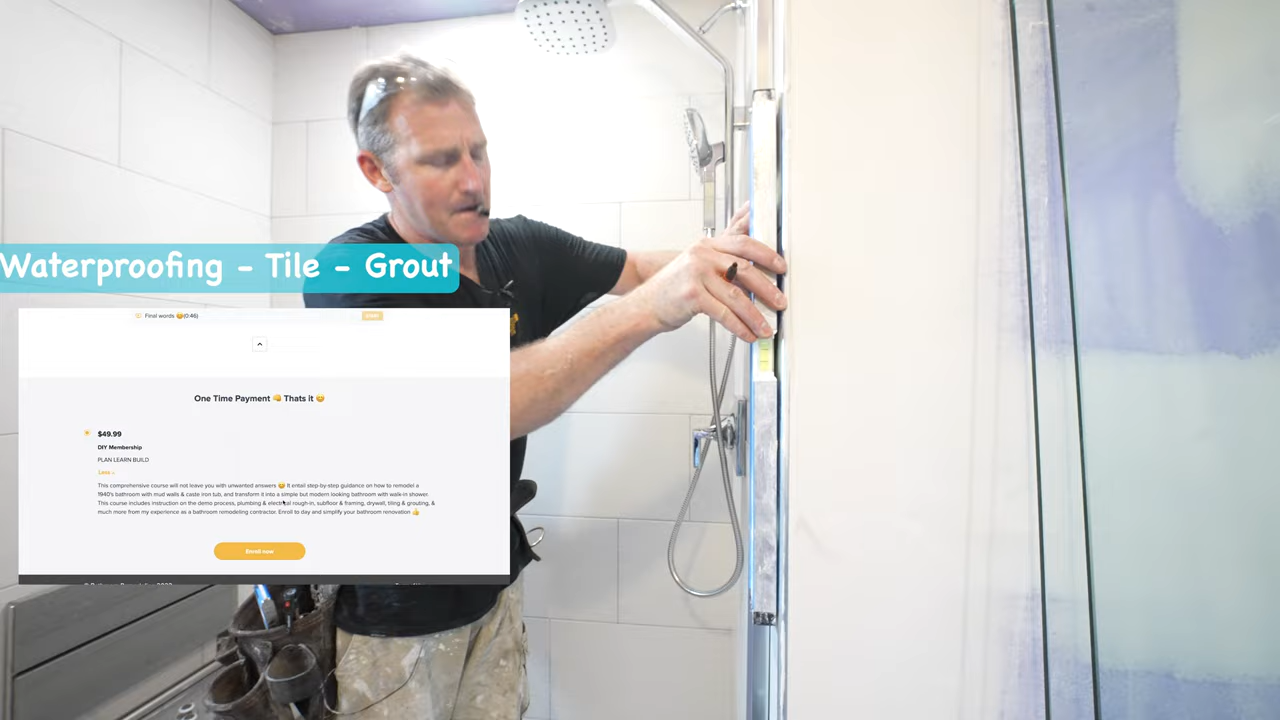 Waterproofing - Tile - Grout
Final words 😀(0:46)
One Time Payment 👊 Thats it 😀
$49.99
DIY Membership
PLAN LEARN BUILD
Less
This comprehensive course will not leave you with unwanted answers 😀 It entail step-by-step guidance on how to remodel a
1940's bathroom with mud walls & caste iron tub, and transform it into a simple but modern looking bathroom with walk-in shower.
This course includes instruction on the demo process, plumbing & electrical rough-in, subfloor & framing, drywall, tiling & grouting, &
much more from my experience as a bathroom remodeling contractor. Enroll to day and simplify your bathroom renovation 👍
Enroll now